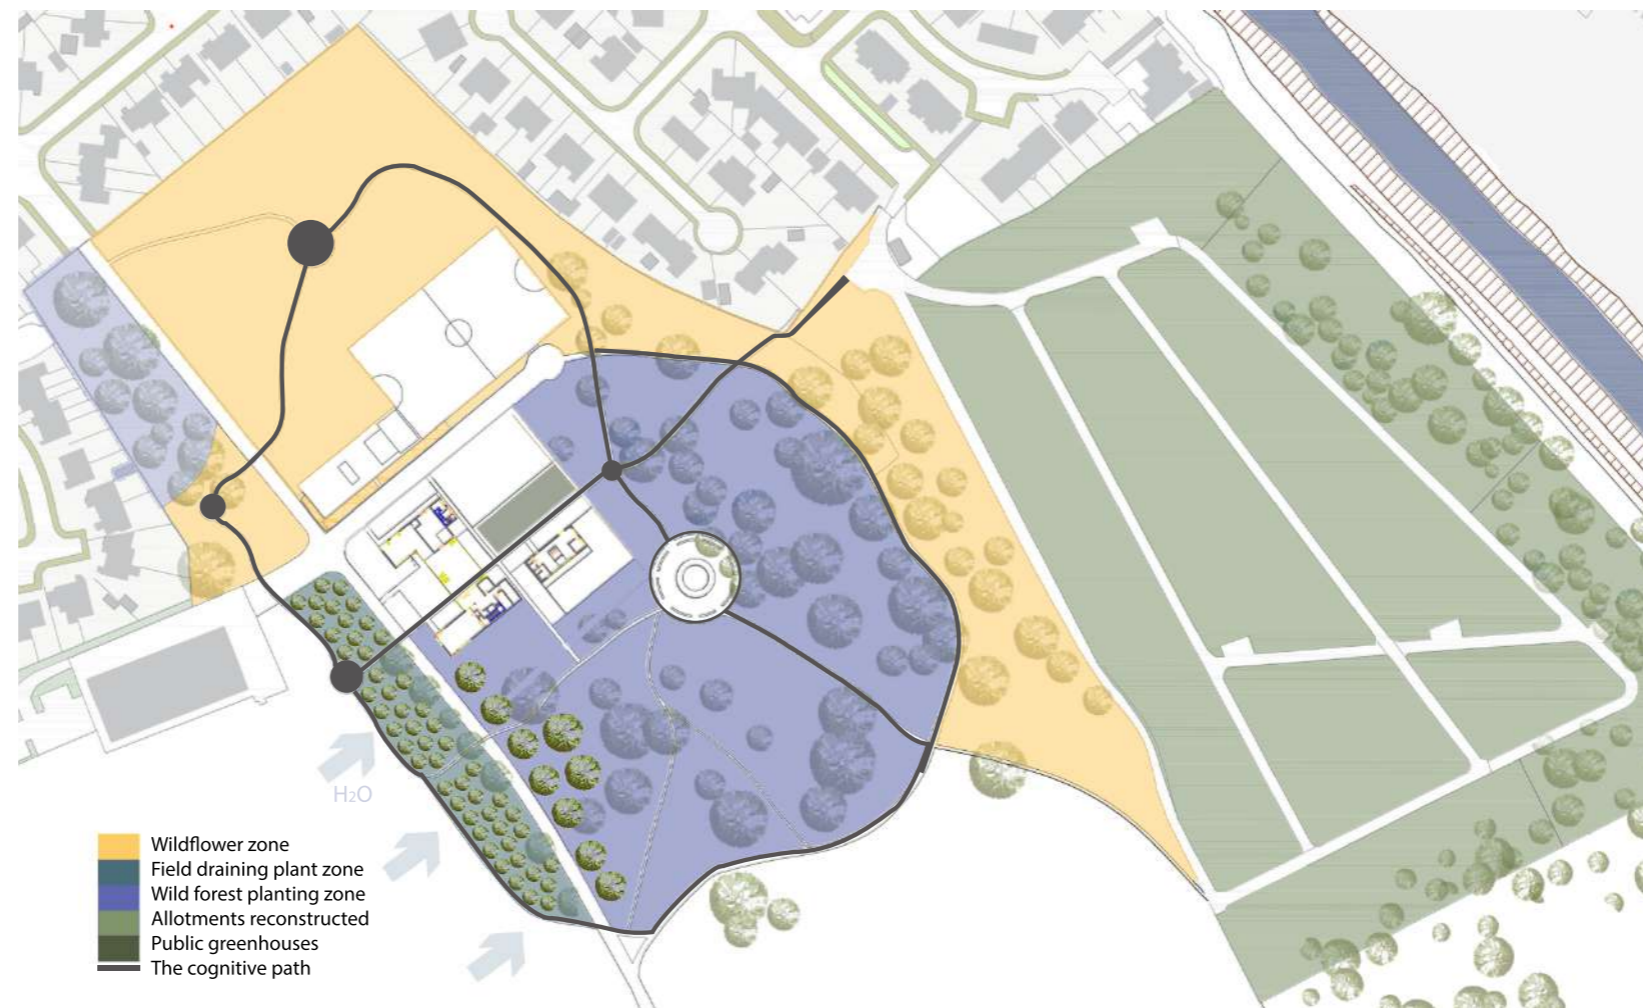 H2O
Wildflower zone
Field draining plant zone
Wild forest planting zone
Allotments reconstructed
Public greenhouses
The cognitive path